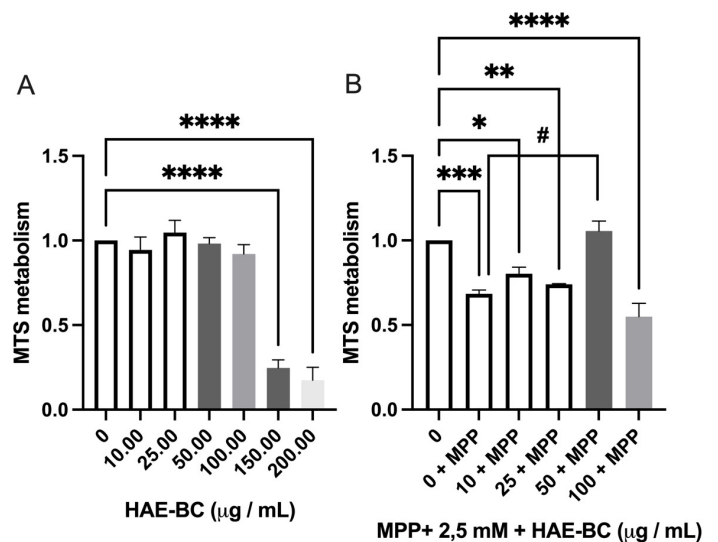 A
****
****
MTS metabolism
1.5
1.0
0.5
0.0
0
10.00
25.00
50.00
100.00
150.00
200.00
HAE-BC (μg / mL)
B
****
**
*
#
***
MTS metabolism
1.5
1.0
0.5
0.0
0
0 + MPP
10 + MPP
25 + MPP
50 + MPP
100 + MPP
MPP+ 2,5 mM + HAE-BC (μg / mL)